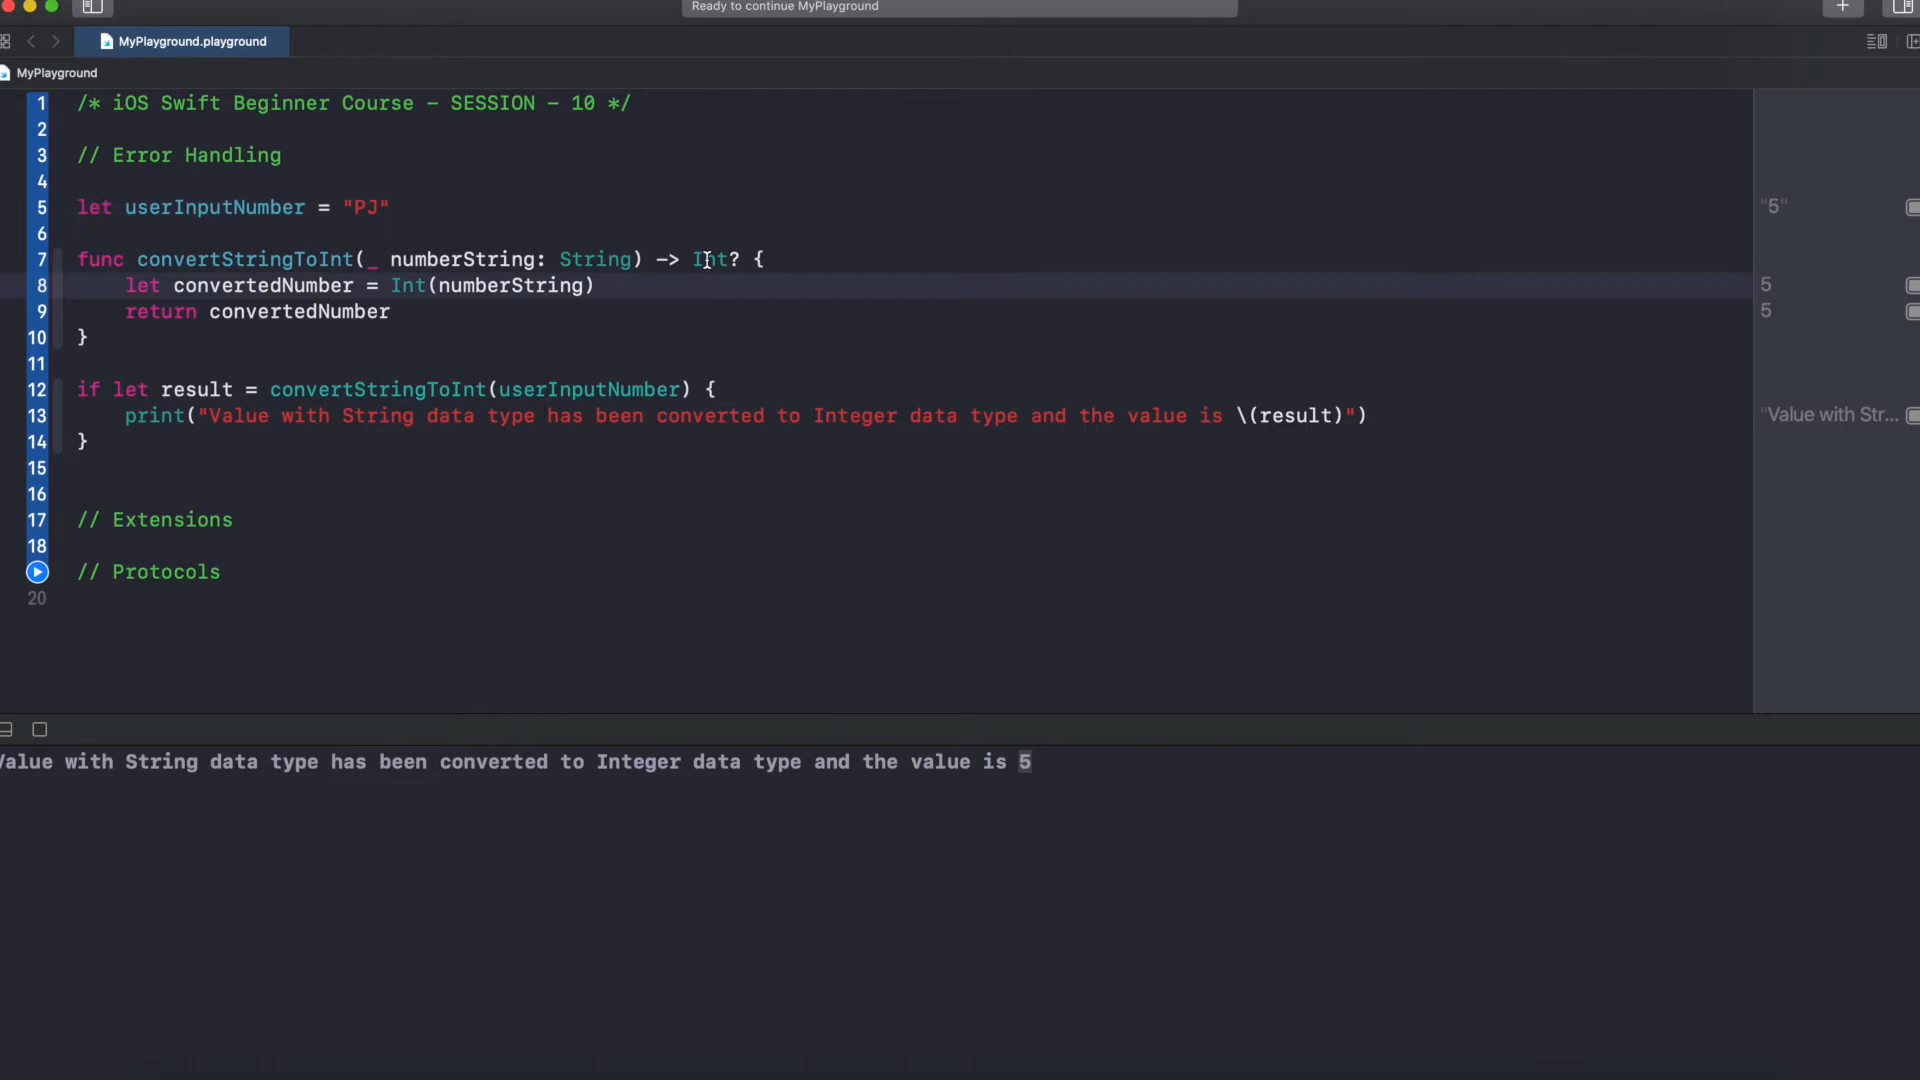 Ready to continue MyPlayground
MyPlayground.playground
MyPlayground
1 /* iOS Swift Beginner Course - SESSION - 10 */
2
3 // Error Handling
4
5 let userInputNumber = "PJ" "5"
6
7 func convertStringToInt(_ numberString: String) -> Int? {
8 let convertedNumber = Int(numberString) 5
9 return convertedNumber 5
10 }
11
12 if let result = convertStringToInt(userInputNumber) {
13 print("Value with String data type has been converted to Integer data type and the value is \(result)") "Value with Str...
14 }
15
16
17 // Extensions
18
// Protocols
20
Value with String data type has been converted to Integer data type and the value is 5